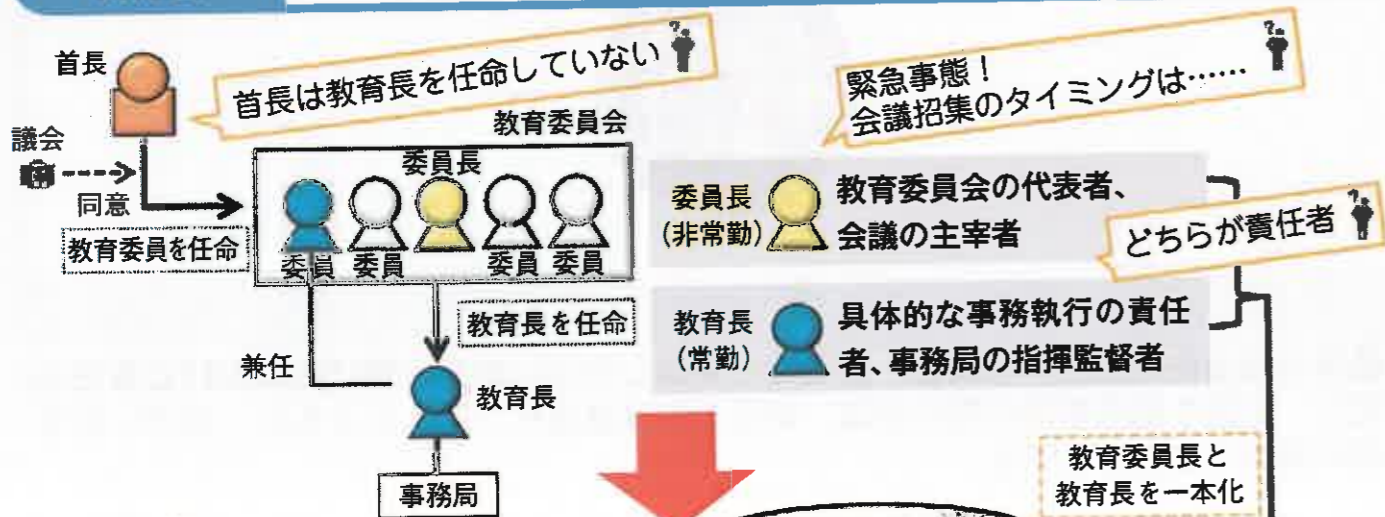 首長
首長は教育長を任命していない
緊急事態!
会議招集のタイミングは……
議会
同意
教育委員を任命
教育委員会
委員長
委員 委員 委員 委員
教育長を任命
兼任
教育長
事務局
委員長
(非常勤)
教育委員会の代表者、
会議の主宰者
どちらが責任者
教育長
(常勤)
具体的な事務執行の責任
者、事務局の指揮監督者
教育委員長と
教育長を一本化